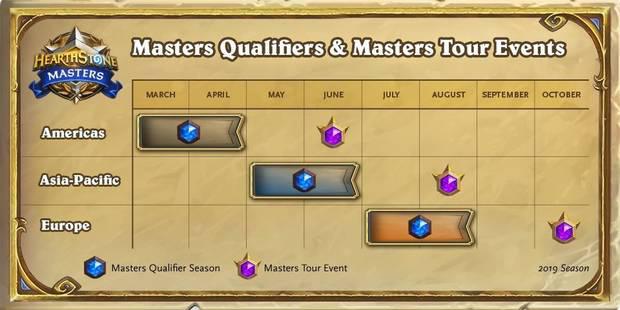 HEARTHSTONE
MASTERS
Masters Qualifiers & Masters Tour Events
MARCH APRIL MAY JUNE JULY AUGUST SEPTEMBER OCTOBER
Americas
Asia-Pacific
Europe
Masters Qualifier Season Masters Tour Event 2019 Season